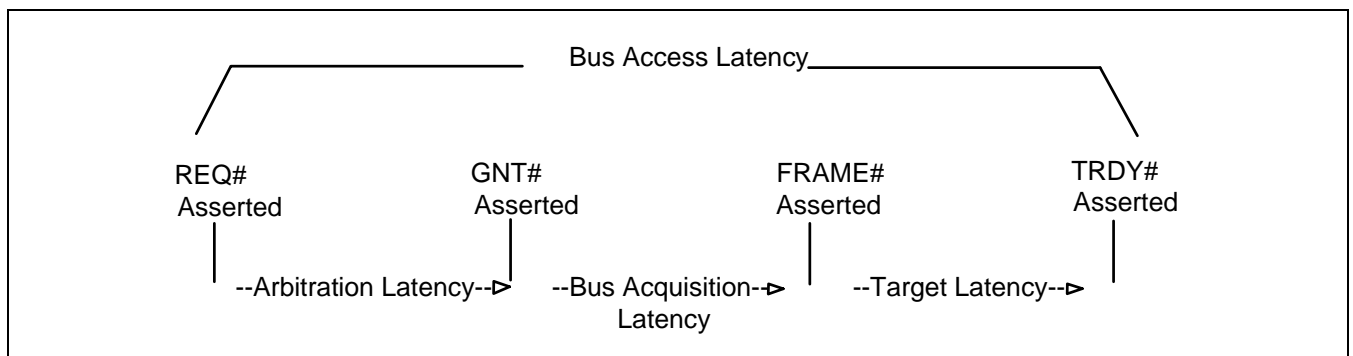 Bus Access Latency
REQ# GNT# FRAME# TRDY#
Asserted Asserted Asserted Asserted
--Arbitration Latency-- --Bus Acquisition-- --Target Latency--
Latency